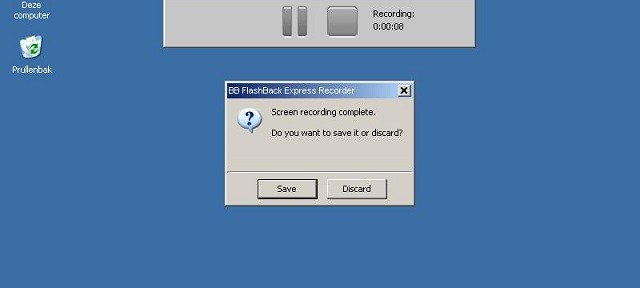 Deze
computer
Prullenbak
Recording:
0:00:08
BB FlashBack Express Recorder
Screen recording complete.
Do you want to save it or discard?
Save
Discard